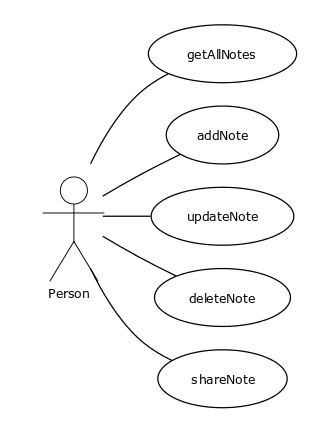 getAllNotes
addNote
updateNote
Person
deleteNote
shareNote